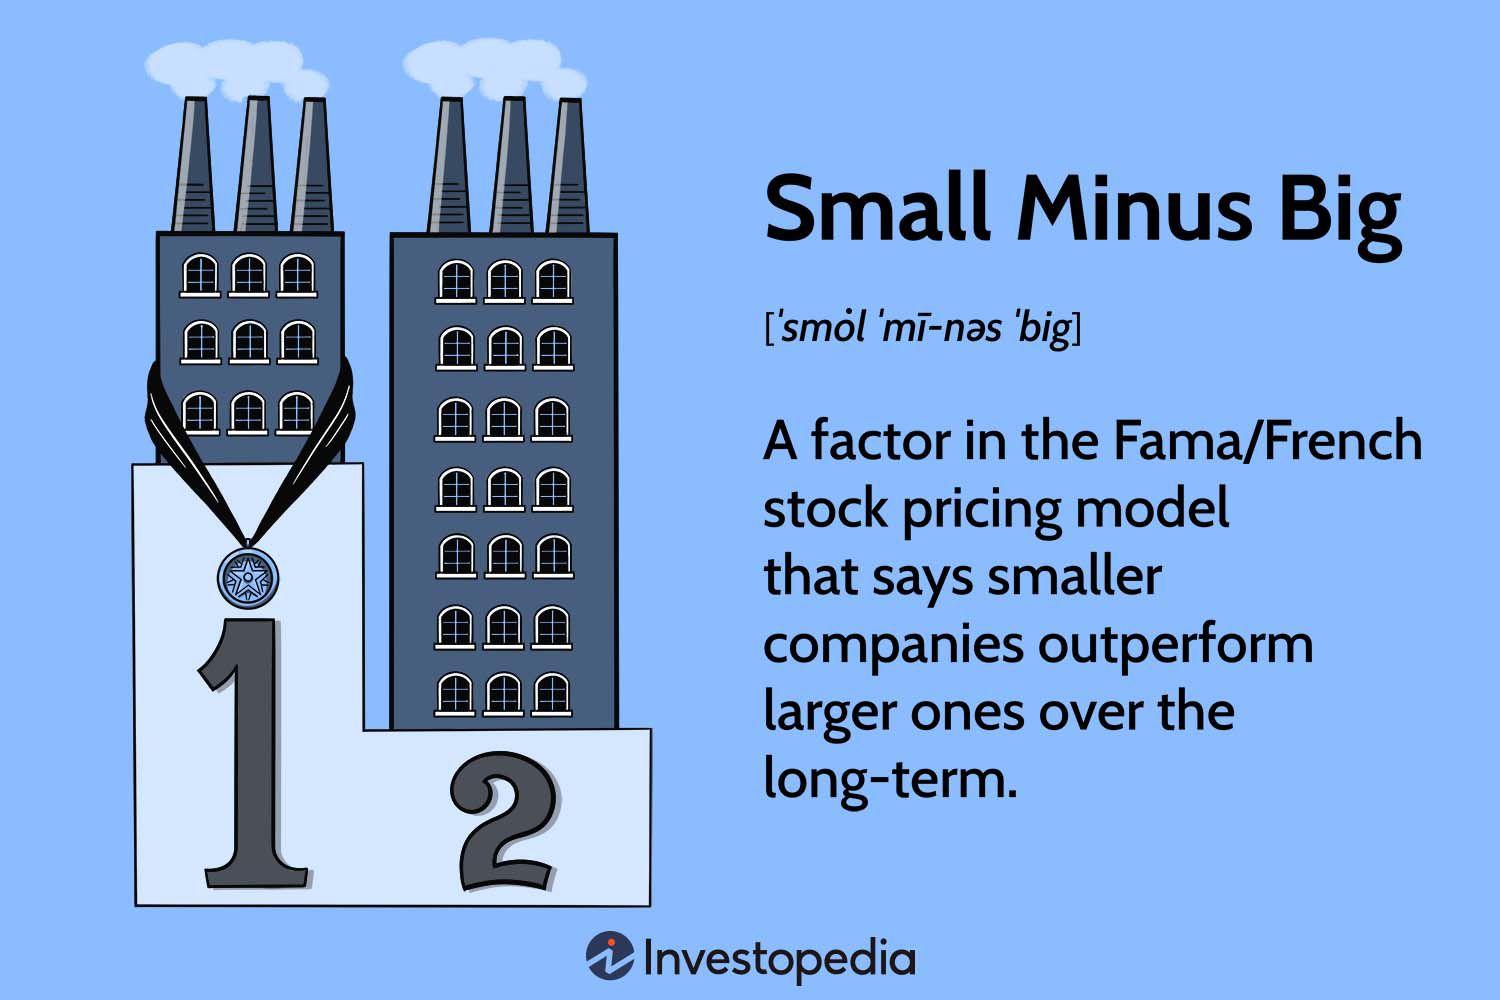 Small Minus Big
[ˈsmȯl ˈmī-nəs ˈbig]
A factor in the Fama/French
stock pricing model
that says smaller
companies outperform
larger ones over the
long-term.
1
2
Investopedia